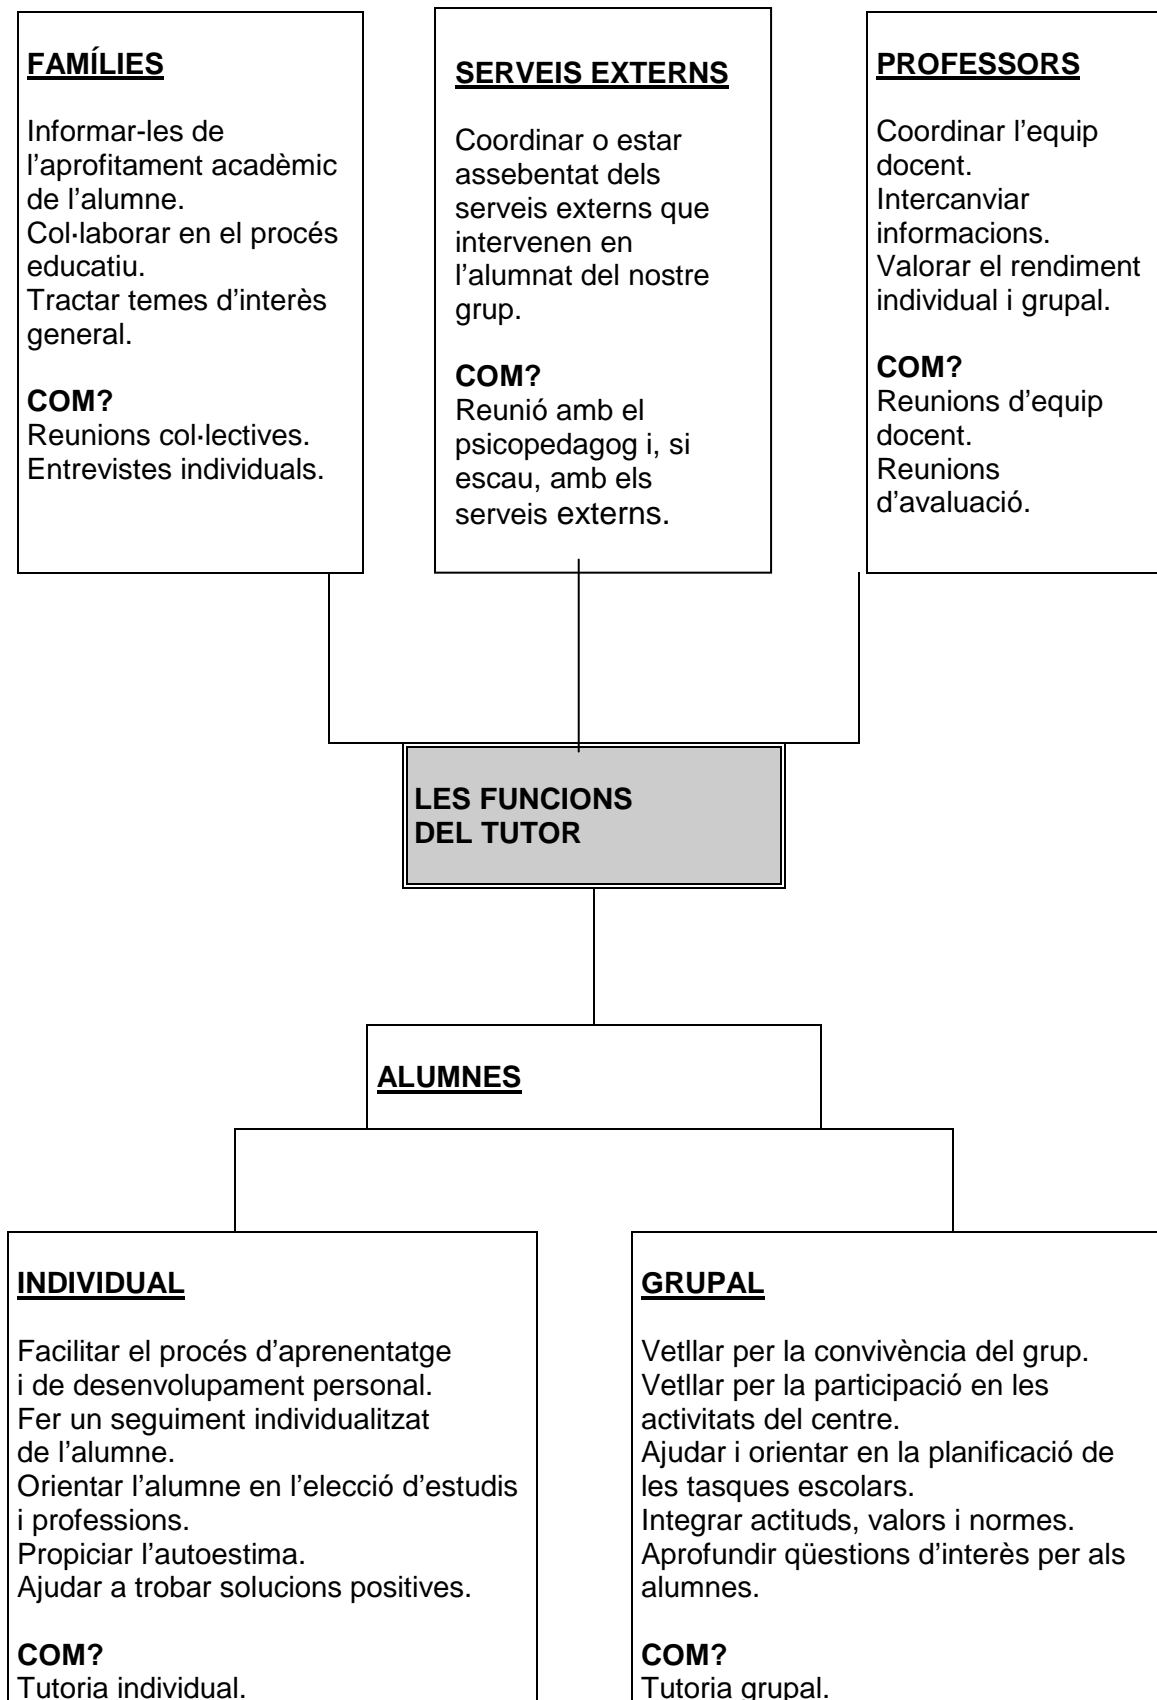 FAMÍLIES
Informar-les de
l’aprofitament acadèmic
de l’alumne.
Col·laborar en el procés
educatiu.
Tractar temes d’interès
general.
COM?
Reunions col·lectives.
Entrevistes individuals.
SERVEIS EXTERNS
Coordinar o estar
assebentat dels
serveis externs que
intervenen en
l’alumnat del nostre
grup.
COM?
Reunió amb el
psicopedagog i, si
escau, amb els
serveis externs.
PROFESSORS
Coordinar l’equip
docent.
Intercanviar
informacions.
Valorar el rendiment
individual i grupal.
COM?
Reunions d’equip
docent.
Reunions
d’avaluació.
LES FUNCIONS
DEL TUTOR
ALUMNES
INDIVIDUAL
Facilitar el procés d’aprenentatge
i de desenvolupament personal.
Fer un seguiment individualitzat
de l’alumne.
Orientar l’alumne en l’elecció d’estudis
i professions.
Propiciar l’autoestima.
Ajudar a trobar solucions positives.
COM?
Tutoria individual.
GRUPAL
Vetllar per la convivència del grup.
Vetllar per la participació en les
activitats del centre.
Ajudar i orientar en la planificació de
les tasques escolars.
Integrar actituds, valors i normes.
Aprofundir qüestions d’interès per als
alumnes.
COM?
Tutoria grupal.